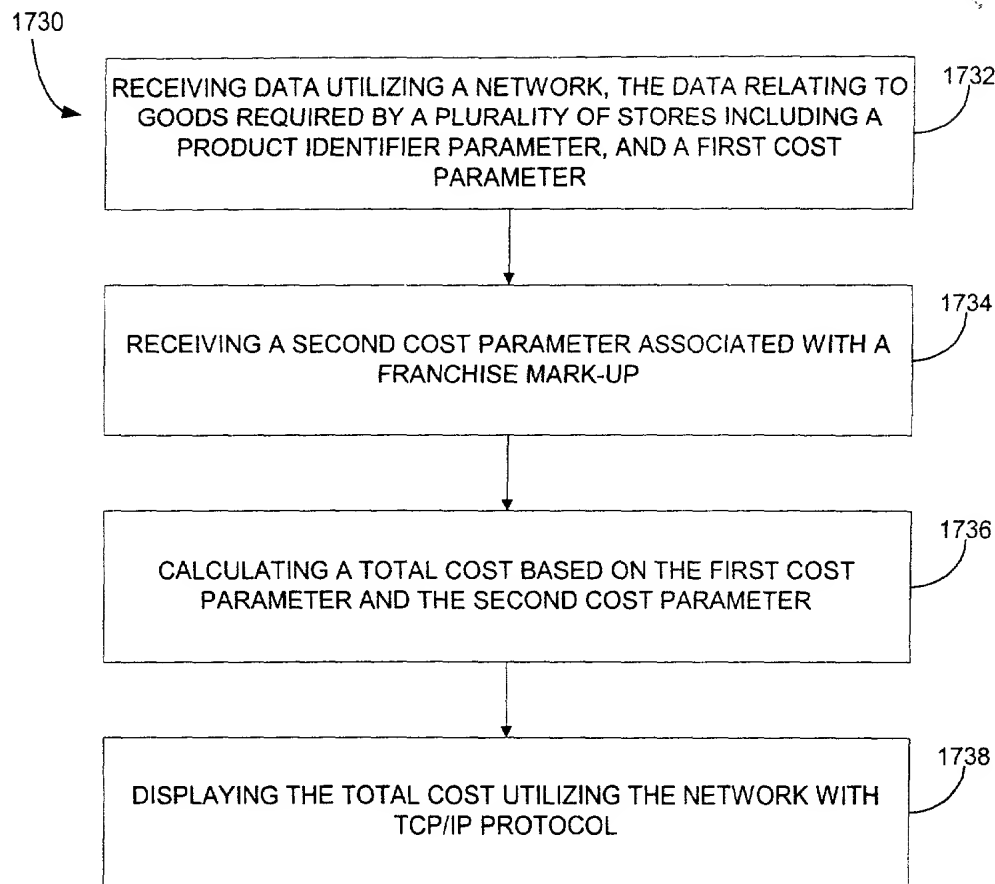 1730
RECEIVING DATA UTILIZING A NETWORK, THE DATA RELATING TO
GOODS REQUIRED BY A PLURALITY OF STORES INCLUDING A
PRODUCT IDENTIFIER PARAMETER, AND A FIRST COST
PARAMETER
1732
RECEIVING A SECOND COST PARAMETER ASSOCIATED WITH A
FRANCHISE MARK-UP
1734
CALCULATING A TOTAL COST BASED ON THE FIRST COST
PARAMETER AND THE SECOND COST PARAMETER
1736
DISPLAYING THE TOTAL COST UTILIZING THE NETWORK WITH
TCP/IP PROTOCOL
1738